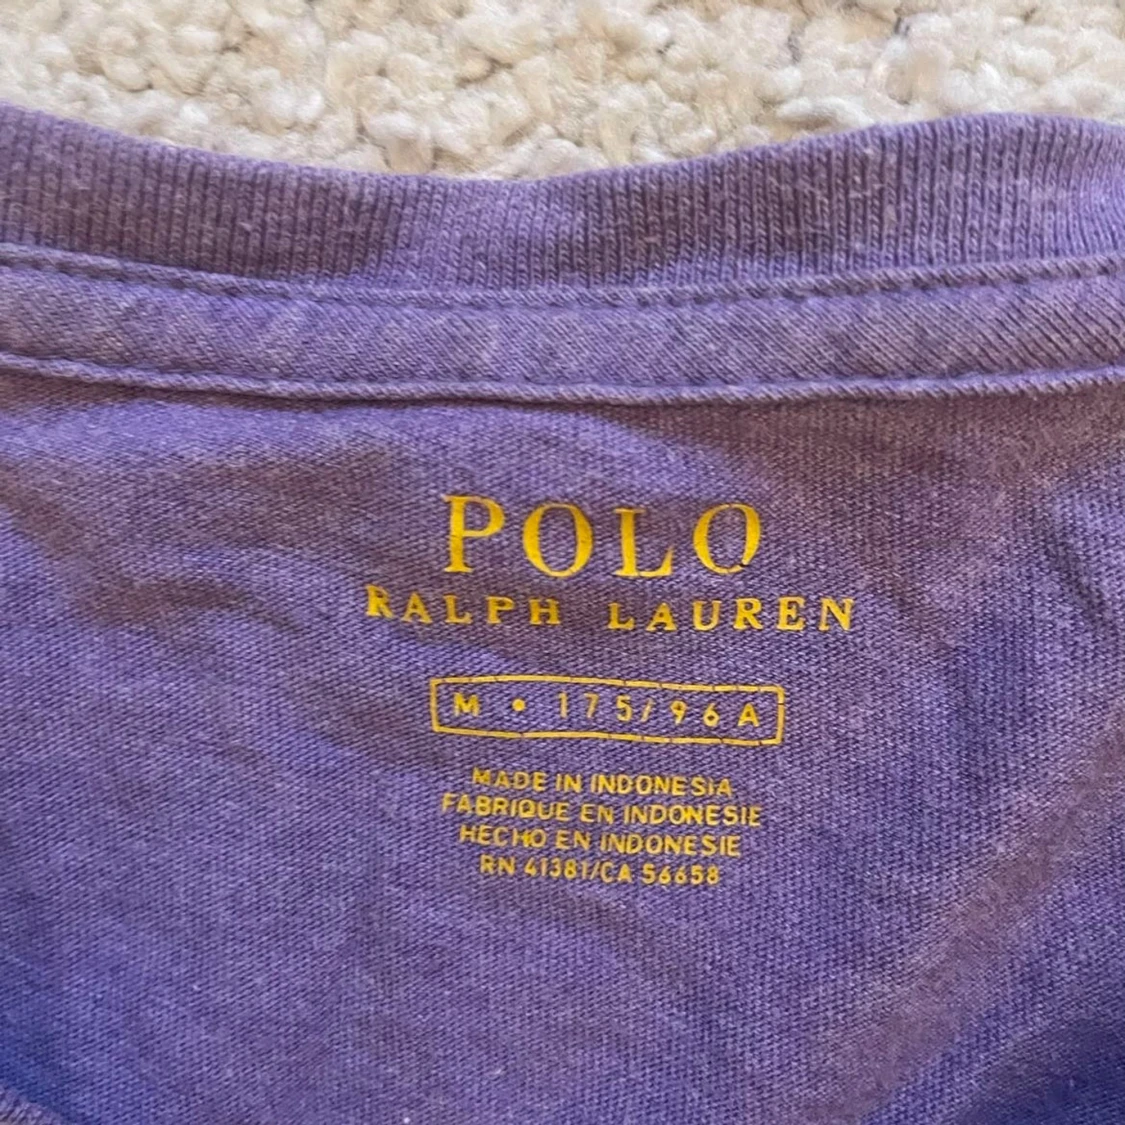 POLO
RALPH LAUREN
M • 175/96A
MADE IN INDONESIA
FABRIQUE EN INDONESIE
HECHO EN INDONESIE
RN 41381/CA 56658